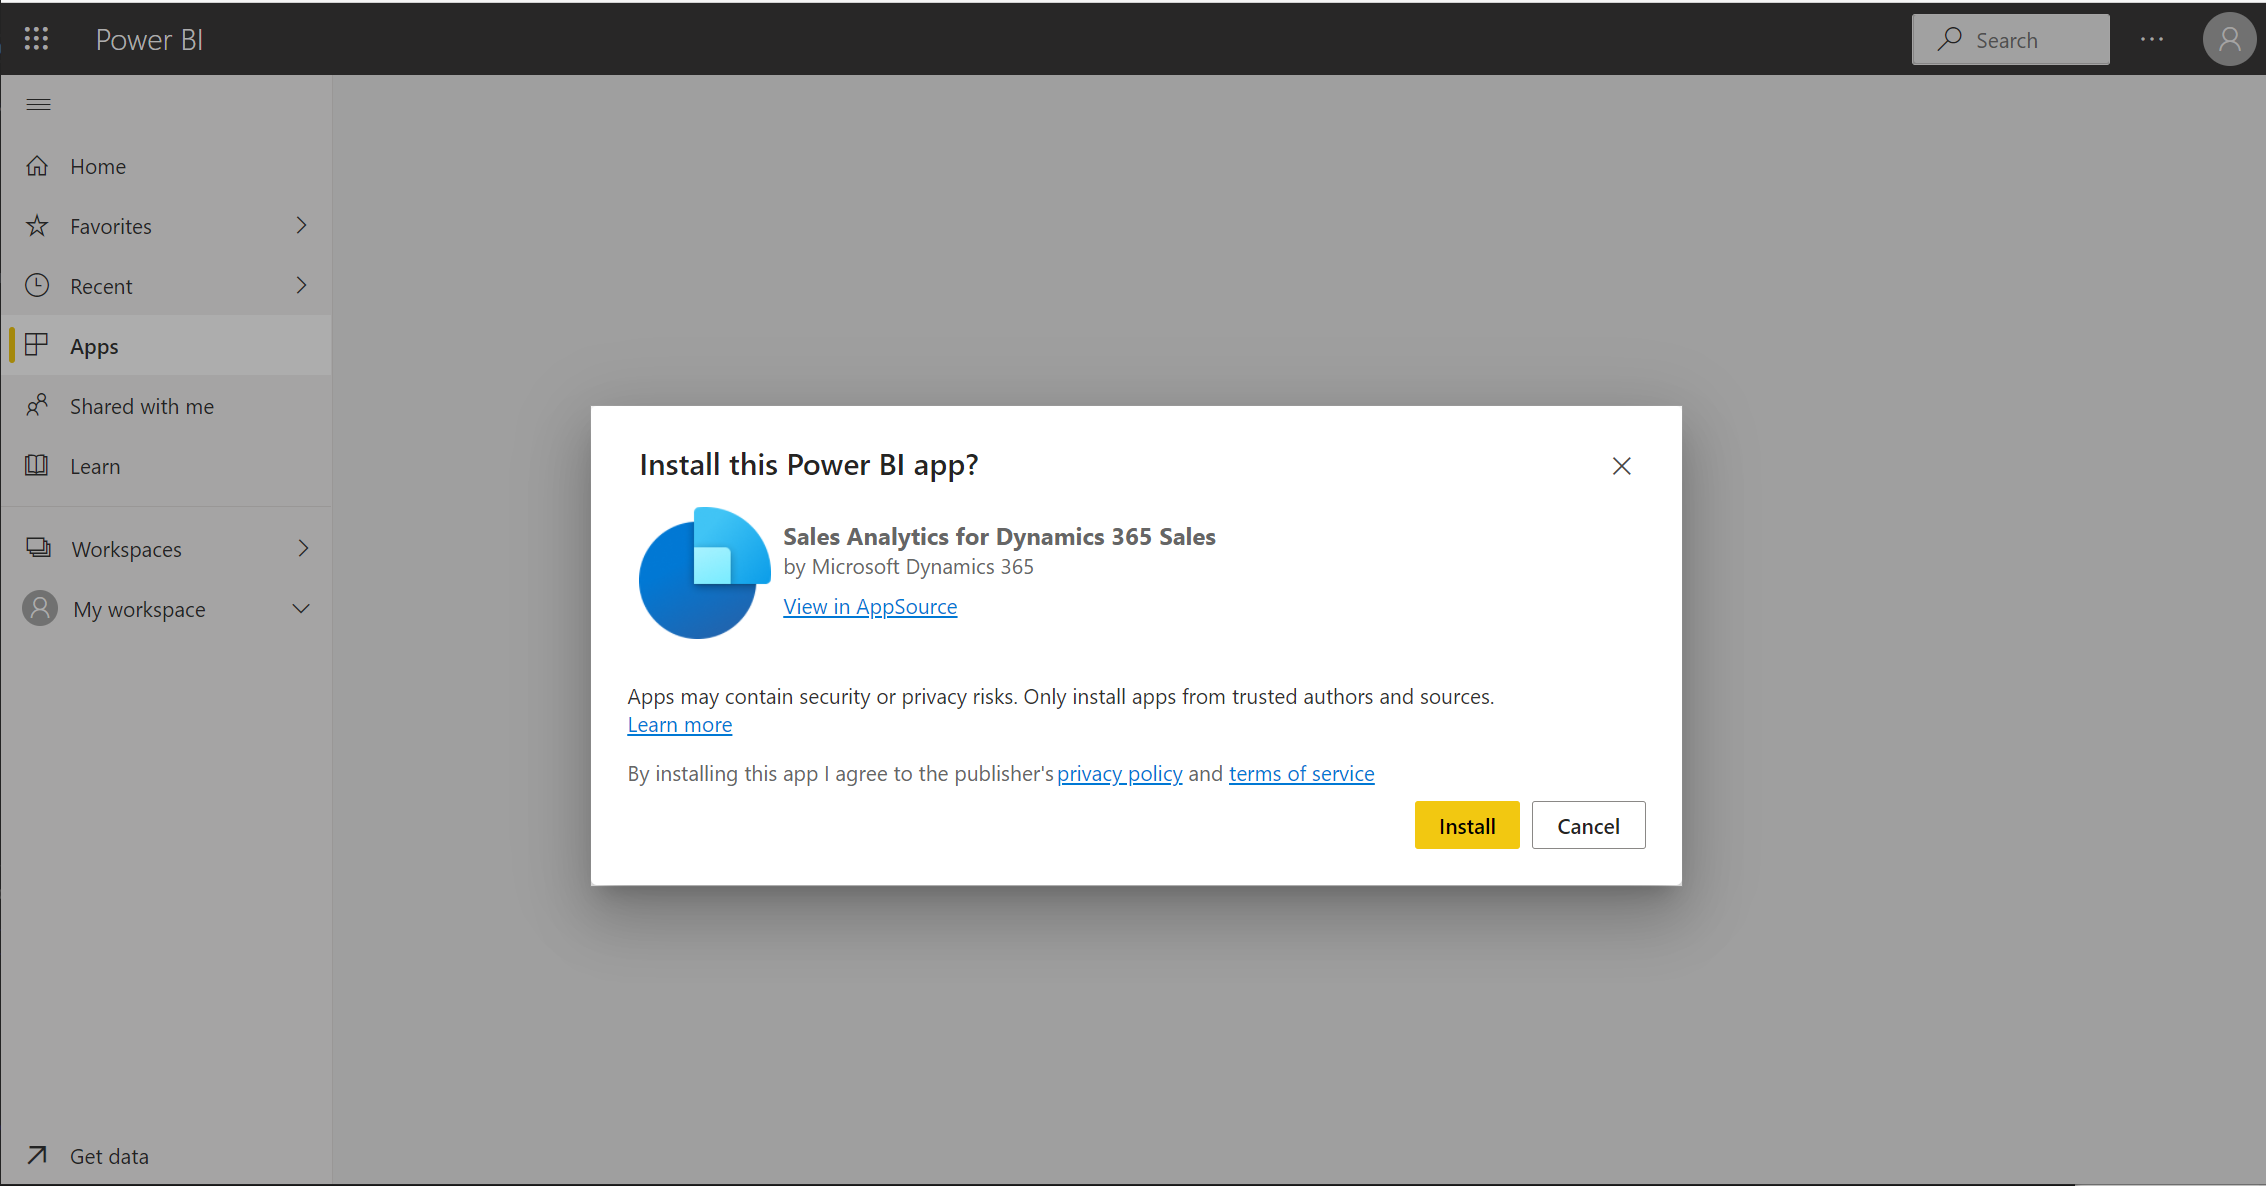 Power BI
Search
Home
Favorites
Recent
Apps
Shared with me
Learn
Workspaces
My workspace
Get data
Install this Power BI app?
Sales Analytics for Dynamics 365 Sales
by Microsoft Dynamics 365
View in AppSource
Apps may contain security or privacy risks. Only install apps from trusted authors and sources.
Learn more
By installing this app I agree to the publisher's privacy policy and terms of service
Install
Cancel